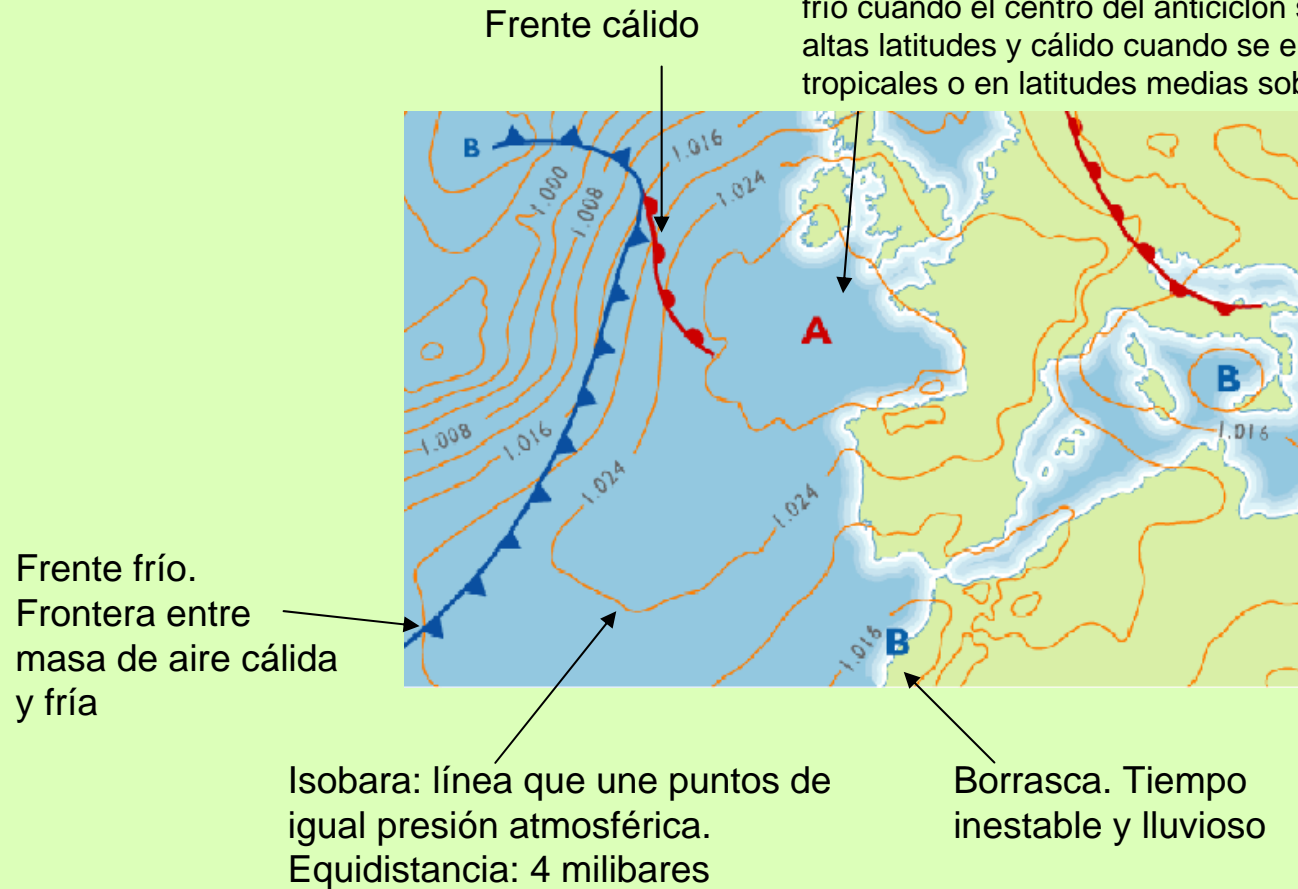 frío cuando el centro del anticiclón
altas latitudes y cálido cuando se
tropicales o en latitudes medias
Frente cálido
B
1.016
1.000
1.008
1.024
A
B
1.008
1.016
1.016
1.024
1.024
Frente frío.
Frontera entre
masa de aire cálida
y fría
1.016
B
Isobara: línea que une puntos de
igual presión atmosférica.
Equidistancia: 4 milibares
Borrasca. Tiempo
inestable y lluvioso